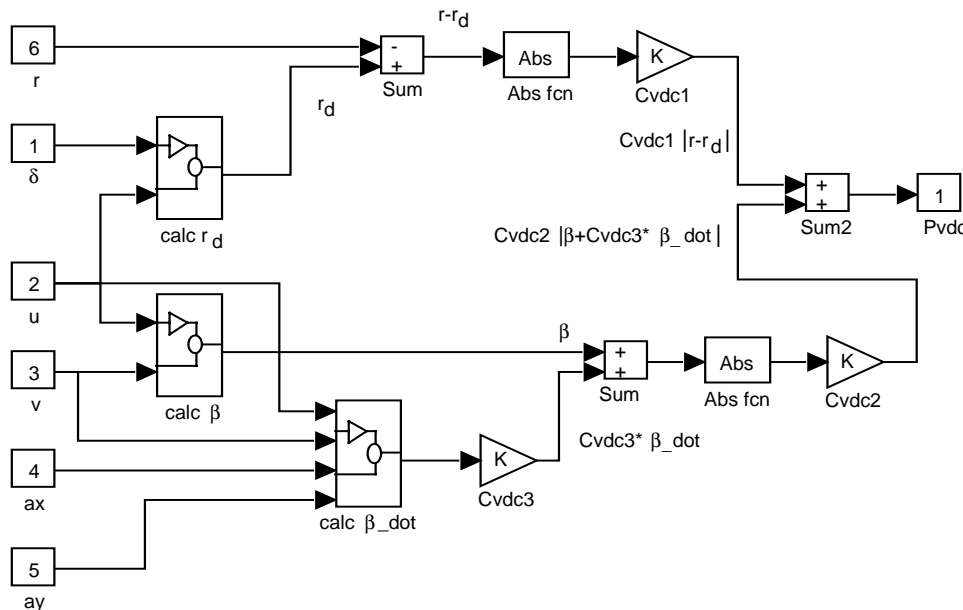 r-r_d
6
r
-
+
Sum
Abs
Abs fcn
K
Cvdc1
r_d
1
δ
calc r_d
Cvdc1 |r-r_d|
+
+
Sum2
1
Pvdc
Cvdc2 |β+Cvdc3* β_dot|
2
u
3
v
calc β
β
+
+
Sum
Abs
Abs fcn
K
Cvdc2
4
ax
calc β_dot
K
Cvdc3
Cvdc3* β_dot
5
ay